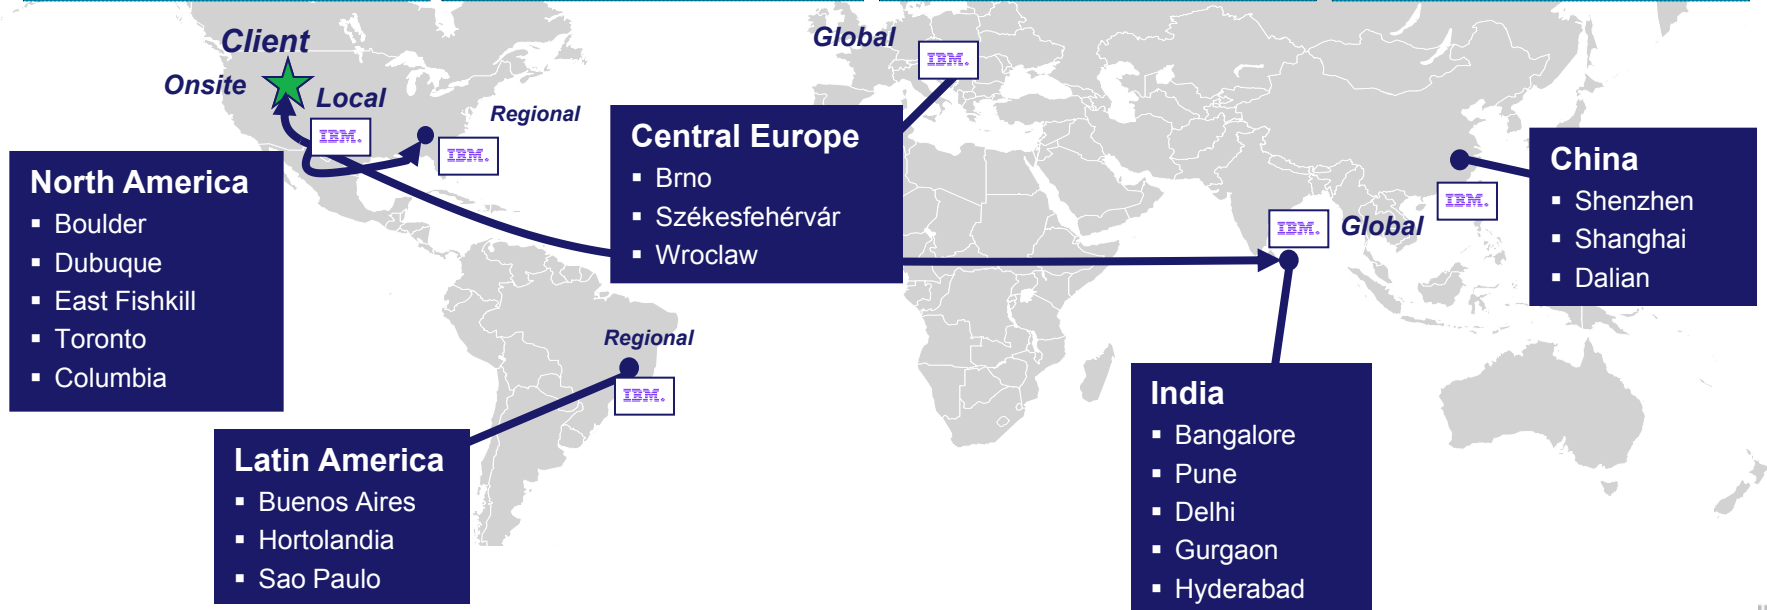 Client
Onsite
Local
Regional
IBM.
IBM.
Global
IBM.
North America
▪ Boulder
▪ Dubuque
▪ East Fishkill
▪ Toronto
▪ Columbia
Central Europe
▪ Brno
▪ Székesfehérvár
▪ Wroclaw
China
▪ Shenzhen
▪ Shanghai
▪ Dalian
IBM.
IBM.
Global
Regional
IBM.
Latin America
▪ Buenos Aires
▪ Hortolandia
▪ Sao Paulo
India
▪ Bangalore
▪ Pune
▪ Delhi
▪ Gurgaon
▪ Hyderabad